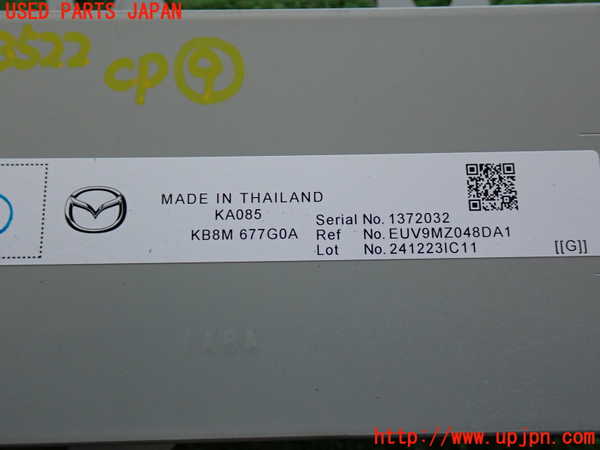 USED PARTS JAPAN
3522
cp 9
MADE IN THAILAND
KA085
KB8M 677G0A
Serial No. 1372032
Ref No. EUV9MZ048DA1
Lot No. 241223IC11
[[G]]
http://www.upjpn.com/